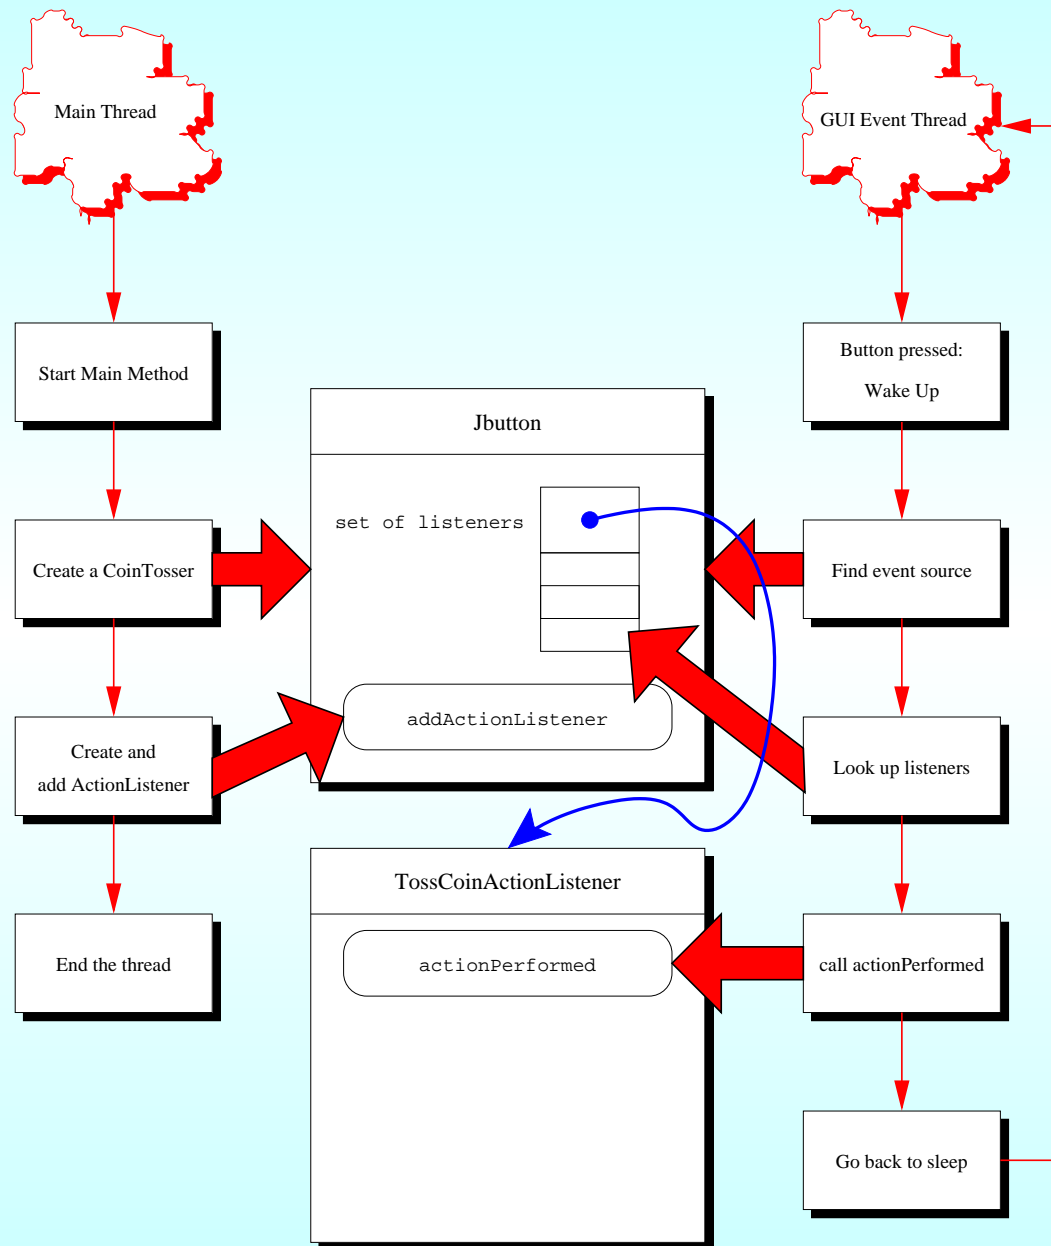 Main Thread
GUI Event Thread
Start Main Method
Button pressed:
Wake Up
Jbutton
set of listeners
Create a CoinTosser
Find event source
addActionListener
Create and
add ActionListener
Look up listeners
TossCoinActionListener
End the thread
actionPerformed
call actionPerformed
Go back to sleep